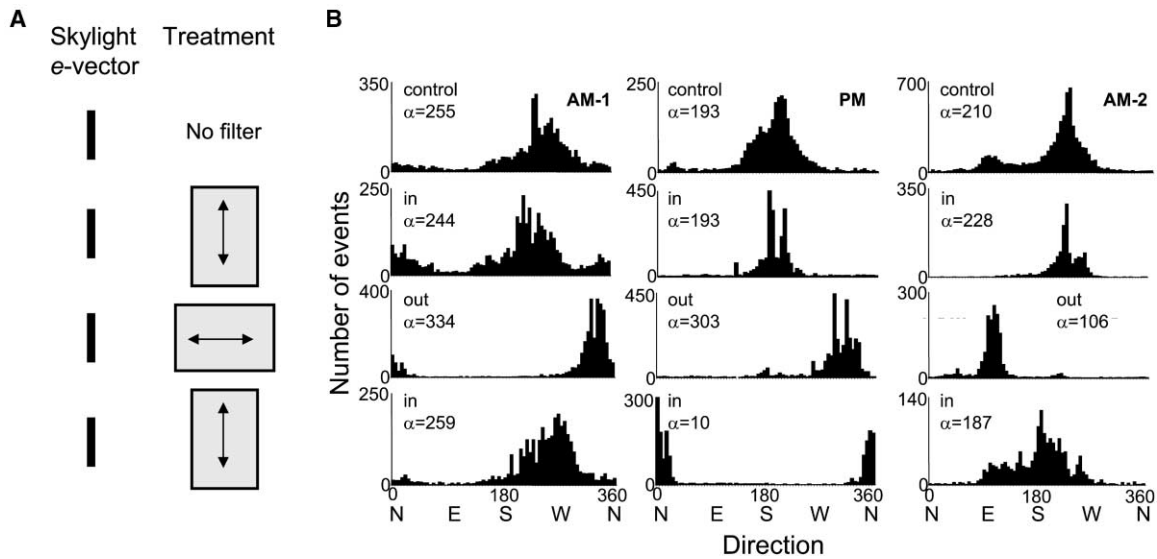 A
B
Skylight
e-vector
Treatment
No filter
Number of events
350
control
α=255
AM-1
0
250
control
α=193
PM
0
700
control
α=210
AM-2
0
250
in
α=244
0
450
in
α=193
0
350
in
α=228
0
400
out
α=334
0
450
out
α=303
0
300
out
α=106
0
250
in
α=259
0
300
in
α=10
0
140
in
α=187
0
0 180 360
N E S W N
0 180 360
N E S W N
0 180 360
N E S W N
Direction